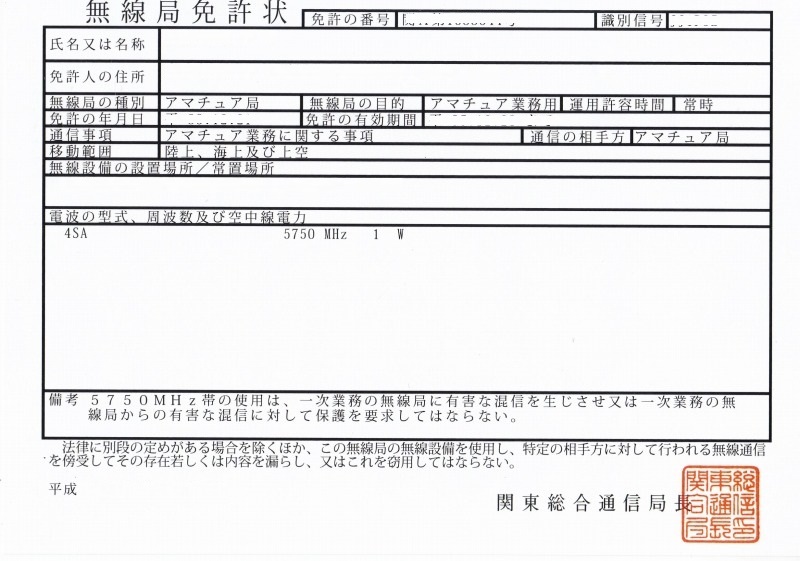 無線局免許状
免許の番号 識別信号
氏名又は名称
免許人の住所
無線局の種別 アマチュア局 無線局の目的 アマチュア業務用 運用許容時間 常時
免許の年月日 免許の有効期間
通信事項 アマチュア業務に関する事項 通信の相手方 アマチュア局
移動範囲 陸上、海上及び上空
無線設備の設置場所／常置場所
電波の型式、周波数及び空中線電力
4SA 5750 MHz 1 W
備考 ５７５０ＭＨｚ帯の使用は、一次業務の無線局に有害な混信を生じさせ又は一次業務の無
線局からの有害な混信に対して保護を要求してはならない。
法律に別段の定めがある場合を除くほか、この無線局の無線設備を使用し、特定の相手方に対して行われる無線通信
を傍受してその存在若しくは内容を漏らし、又はこれを窃用してはならない。
平成
関東総合通信局長